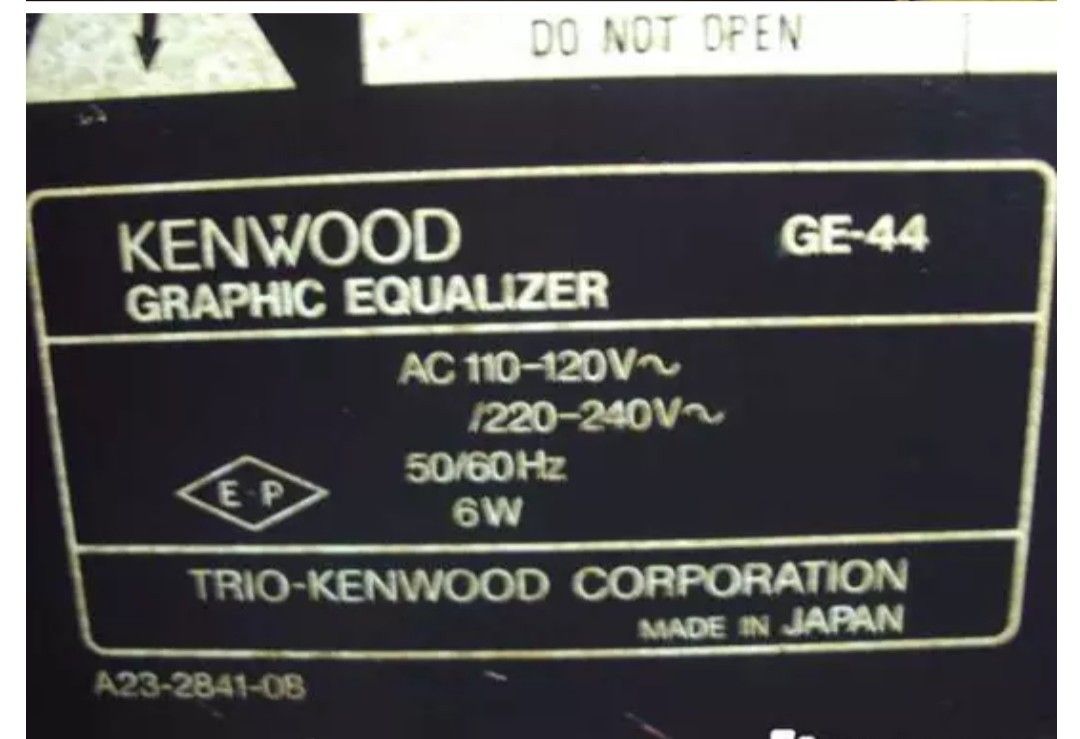 DO NOT OPEN
KENWOOD GE-44
GRAPHIC EQUALIZER
AC 110-120V~
/220-240V~
50/60Hz
E-P
6W
TRIO-KENWOOD CORPORATION
MADE IN JAPAN
A23-2841-08